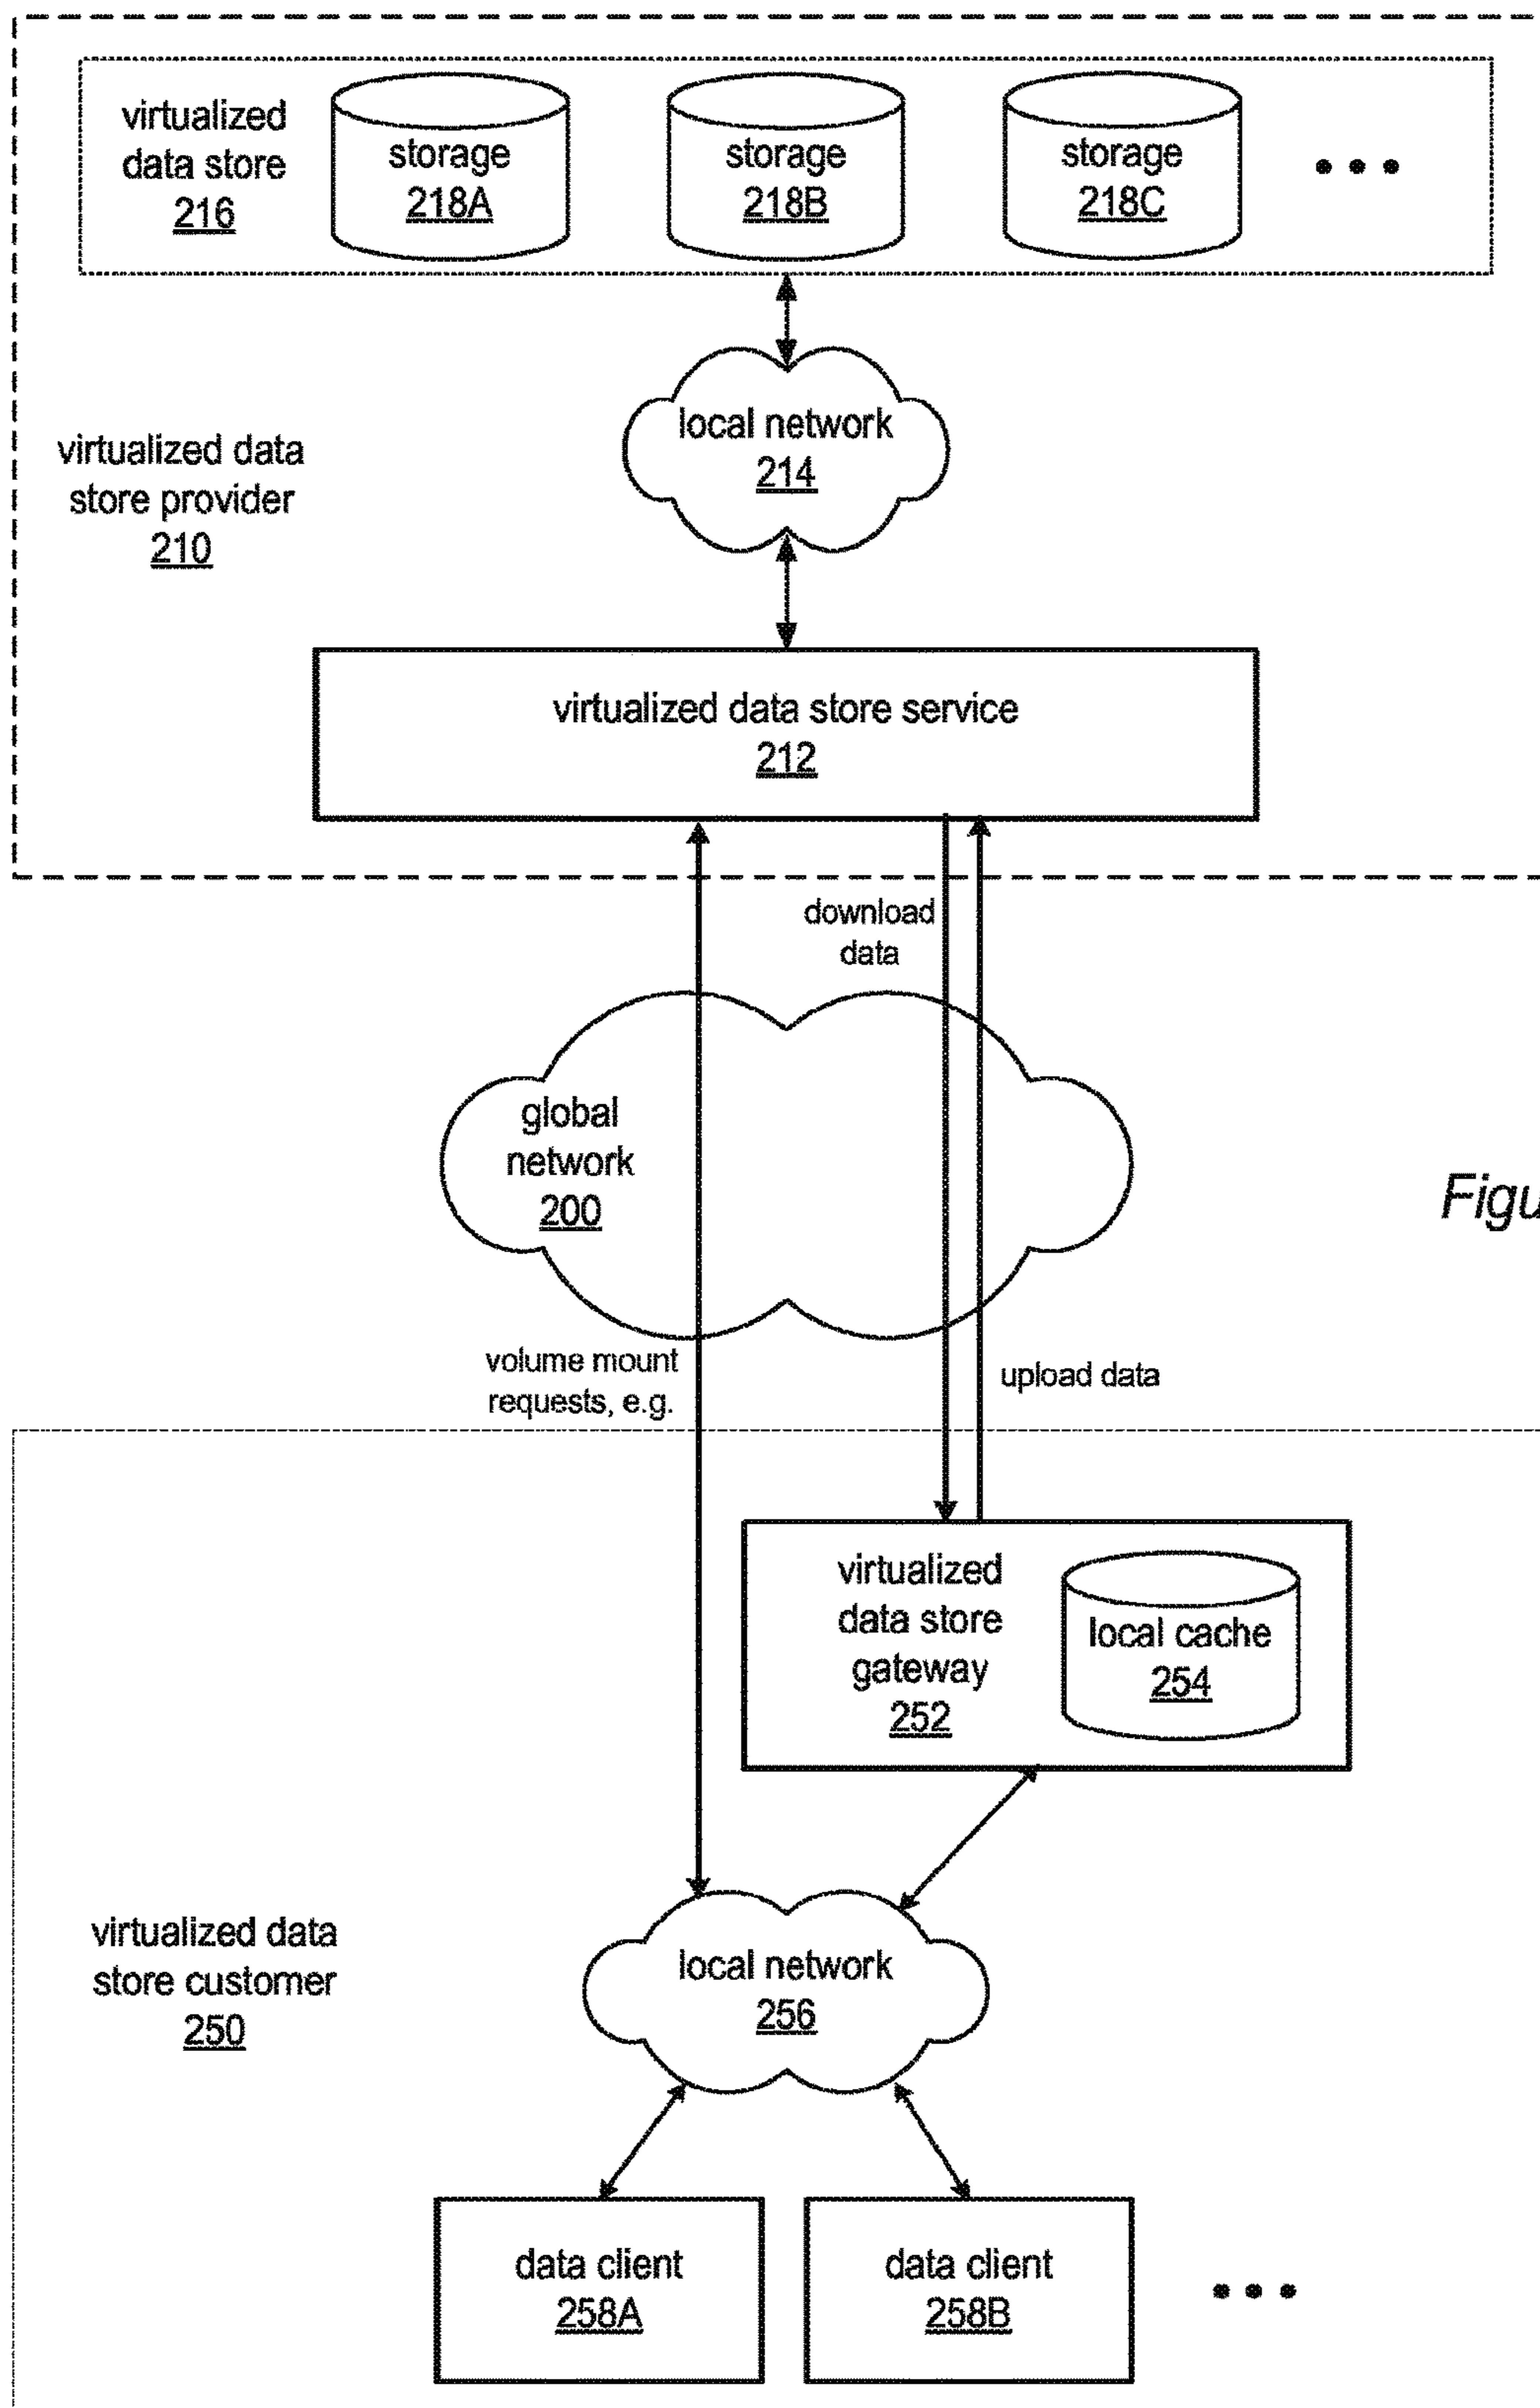 virtualized
data store
216
storage
218A
storage
218B
storage
218C
• • •
local network
214
virtualized data
store provider
210
virtualized data store service
212
download
data
global
network
200
Figu
volume mount
requests, e.g.
upload data
virtualized
data store
gateway
252
local cache
254
virtualized data
store customer
250
local network
256
data client
258A
data client
258B
• • •